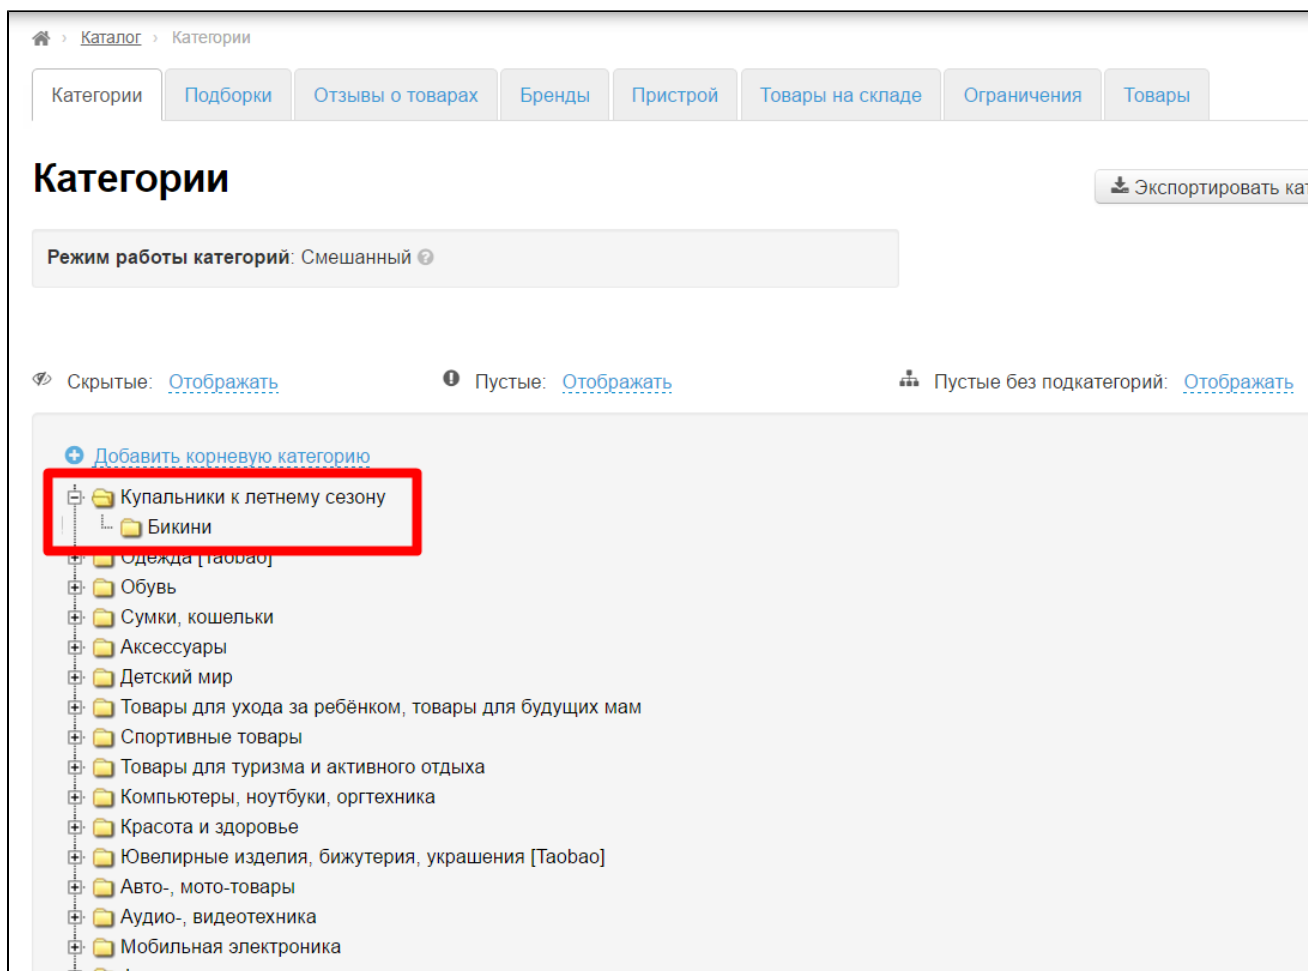 Каталог Категории
Категории Подборки Отзывы о товарах Бренды Пристрой Товары на складе Ограничения Товары
Категории
Экспортировать кат
Режим работы категорий: Смешанный
Скрытые: Отображать Пустые: Отображать Пустые без подкатегорий: Отображать
Добавить корневую категорию
Купальники к летнему сезону
Бикини
Одежда [Taobao]
Обувь
Сумки, кошельки
Аксессуары
Детский мир
Товары для ухода за ребёнком, товары для будущих мам
Спортивные товары
Товары для туризма и активного отдыха
Компьютеры, ноутбуки, оргтехника
Красота и здоровье
Ювелирные изделия, бижутерия, украшения [Taobao]
Авто-, мото-товары
Аудио-, видеотехника
Мобильная электроника